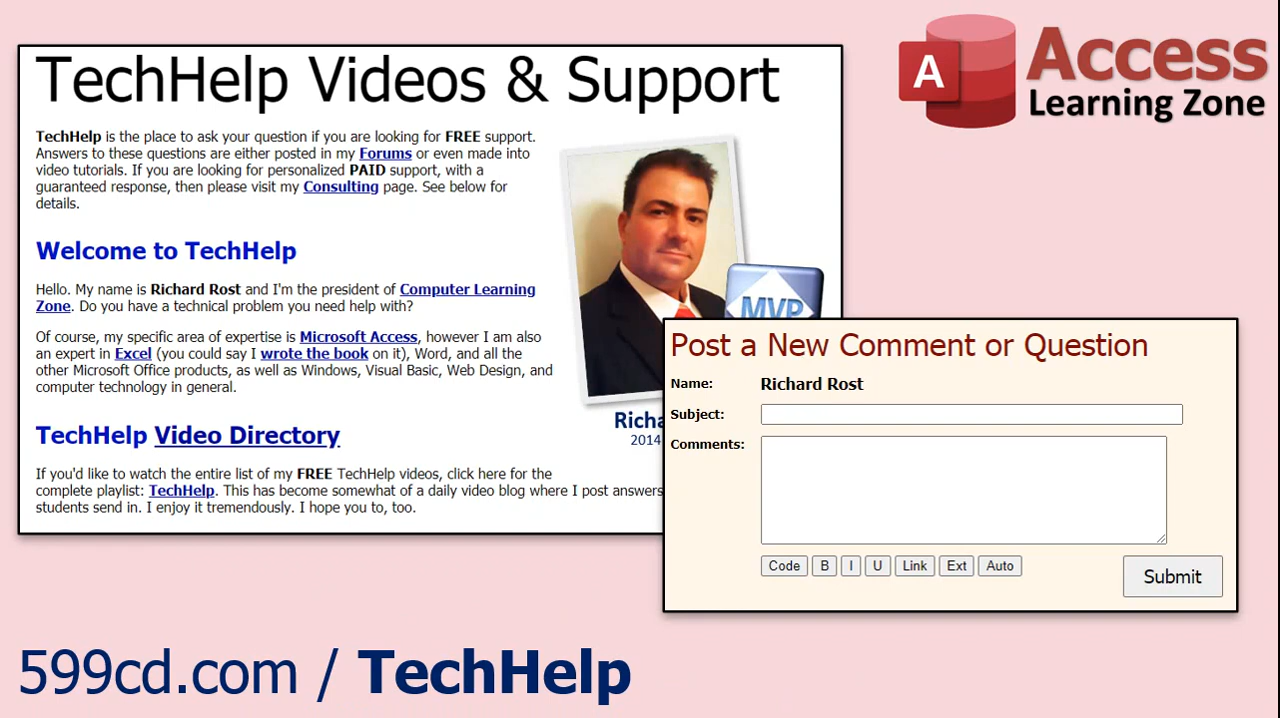 TechHelp Videos & Support
TechHelp is the place to ask your question if you are looking for FREE support.
Answers to these questions are either posted in my Forums or even made into
video tutorials. If you are looking for personalized PAID support, with a
guaranteed response, then please visit my Consulting page. See below for
details.
Welcome to TechHelp
Hello. My name is Richard Rost and I'm the president of Computer Learning
Zone. Do you have a technical problem you need help with?
Of course, my specific area of expertise is Microsoft Access, however I am also
an expert in Excel (you could say I wrote the book on it), Word, and all the
other Microsoft Office products, as well as Windows, Visual Basic, Web Design, and
computer technology in general.
TechHelp Video Directory
If you'd like to watch the entire list of my FREE TechHelp videos, click here for the
complete playlist: TechHelp. This has become somewhat of a daily video blog where I post answers
students send in. I enjoy it tremendously. I hope you to, too.
MVP
Richa
2014
A
Access
Learning Zone
Post a New Comment or Question
Name: Richard Rost
Subject:
Comments:
Code B I U Link Ext Auto
Submit
599cd.com / TechHelp